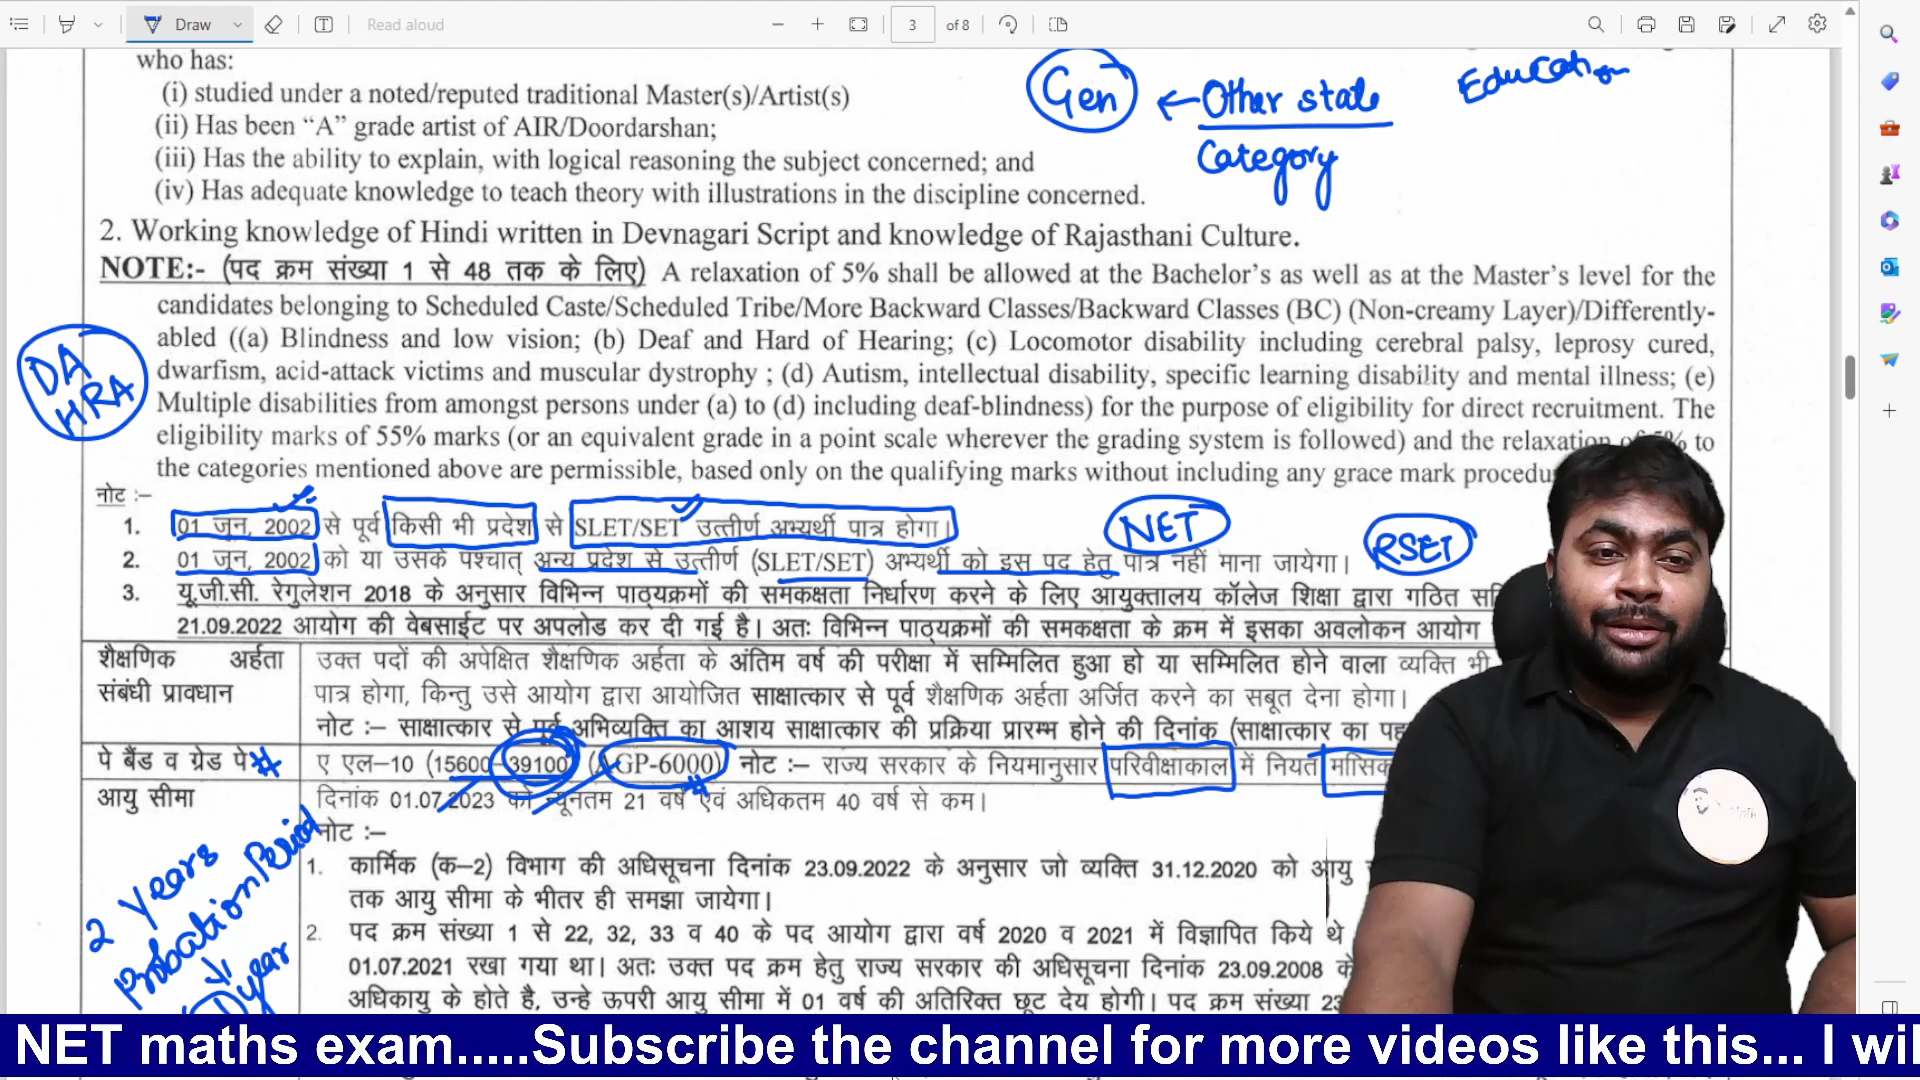 Draw
Read aloud
3 of 8
who has:
(i) studied under a noted/reputed traditional Master(s)/Artist(s)
(ii) Has been “A” grade artist of AIR/Doordarshan;
(iii) Has the ability to explain, with logical reasoning the subject concerned; and
(iv) Has adequate knowledge to teach theory with illustrations in the discipline concerned.
Gen ← Other state
Category
Education
2. Working knowledge of Hindi written in Devnagari Script and knowledge of Rajasthani Culture.
NOTE:- (पद क्रम संख्या 1 से 48 तक के लिए) A relaxation of 5% shall be allowed at the Bachelor’s as well as at the Master’s level for the
candidates belonging to Scheduled Caste/Scheduled Tribe/More Backward Classes/Backward Classes (BC) (Non-creamy Layer)/Differently-
abled ((a) Blindness and low vision; (b) Deaf and Hard of Hearing; (c) Locomotor disability including cerebral palsy, leprosy cured,
dwarfism, acid-attack victims and muscular dystrophy ; (d) Autism, intellectual disability, specific learning disability and mental illness; (e)
Multiple disabilities from amongst persons under (a) to (d) including deaf-blindness) for the purpose of eligibility for direct recruitment. The
eligibility marks of 55% marks (or an equivalent grade in a point scale wherever the grading system is followed) and the relaxation of 5% to
the categories mentioned above are permissible, based only on the qualifying marks without including any grace mark
DA
HRA
नोट :–
1. 01 जून, 2002 से पूर्व किसी भी प्रदेश से SLET/SET उत्तीर्ण अभ्यर्थी पात्र होगा।
NET
RSET
2. 01 जून, 2002 को या उसके पश्चात् अन्य प्रदेश से उत्तीर्ण (SLET/SET) अभ्यर्थी को इस पद हेतु पात्र नहीं माना जायेगा।
3. यू.जी.सी. रेगुलेशन 2018 के अनुसार विभिन्न पाठ्यक्रमों की समकक्षता निर्धारण करने के लिए आयुक्तालय कॉलेज शिक्षा द्वारा गठित
21.09.2022 आयोग की वेबसाईट पर अपलोड कर दी गई है। अतः विभिन्न पाठ्यक्रमों की समकक्षता के क्रम में इसका अवलोकन आयोग
शैक्षणिक अर्हता संबंधी प्रावधान
उक्त पदों की अपेक्षित शैक्षणिक अर्हता के अंतिम वर्ष की परीक्षा में सम्मिलित हुआ हो या सम्मिलित होने वाला व्यक्ति भी
पात्र होगा, किन्तु उसे आयोग द्वारा आयोजित साक्षात्कार से पूर्व शैक्षणिक अर्हता अर्जित करने का सबूत देना होगा।
नोट :– साक्षात्कार से पूर्व अभिव्यक्ति का आशय साक्षात्कार की प्रक्रिया प्रारम्भ होने की दिनांक (साक्षात्कार का
पे बैंड व ग्रेड पे
ए एल–10 (15600 39100 (AGP-6000) नोट :– राज्य सरकार के नियमानुसार परिवीक्षाकाल में नियत
आयु सीमा
दिनांक 01.07.2023 को न्यूनतम 21 वर्ष एवं अधिकतम 40 वर्ष से कम।
नोट :–
1. कार्मिक (क–2) विभाग की अधिसूचना दिनांक 23.09.2022 के अनुसार जो व्यक्ति 31.12.2020 को आयु
तक आयु सीमा के भीतर ही समझा जायेगा।
2. पद क्रम संख्या 1 से 22, 32, 33 व 40 के पद आयोग द्वारा वर्ष 2020 व 2021 में विज्ञापित किये थे
01.07.2021 रखा गया था। अतः उक्त पद क्रम हेतु राज्य सरकार की अधिसूचना दिनांक 23.09.2008 के
अधिकायु के होते है, उन्हे ऊपरी आयु सीमा में 01 वर्ष की अतिरिक्त छूट देय होगी। पद क्रम संख्या
2 years
Probation Period
↓
1 year
NET maths exam.....Subscribe the channel for more videos like this... I wil